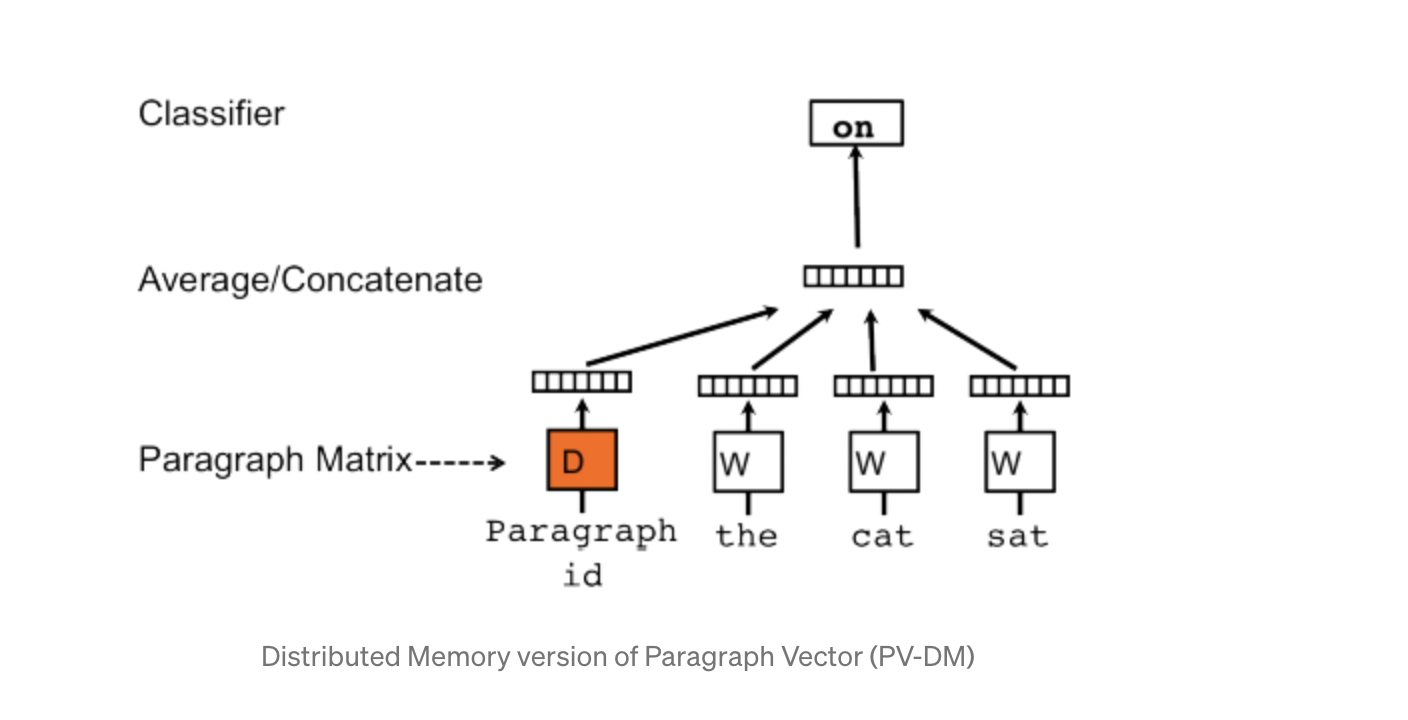 Classifier
on
Average/Concatenate
Paragraph Matrix
D
W
W
W
Paragraph
id
the
cat
sat
Distributed Memory version of Paragraph Vector (PV-DM)